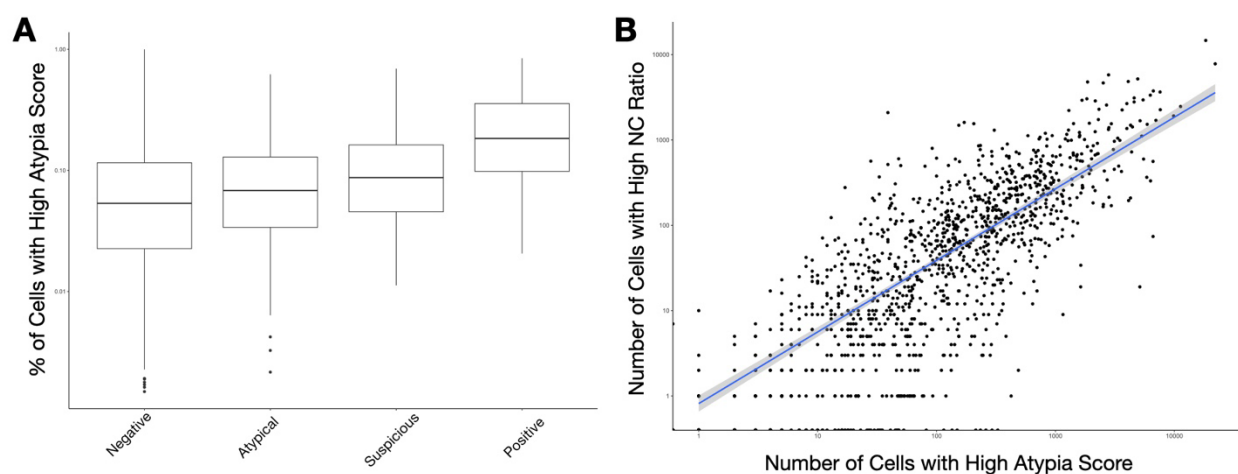 A
% of Cells with High Atypia Score
1.00
0.10
0.01
Negative
Atypical
Suspicious
Positive
B
Number of Cells with High NC Ratio
10000
1000
100
10
1
1
10
100
1000
10000
Number of Cells with High Atypia Score